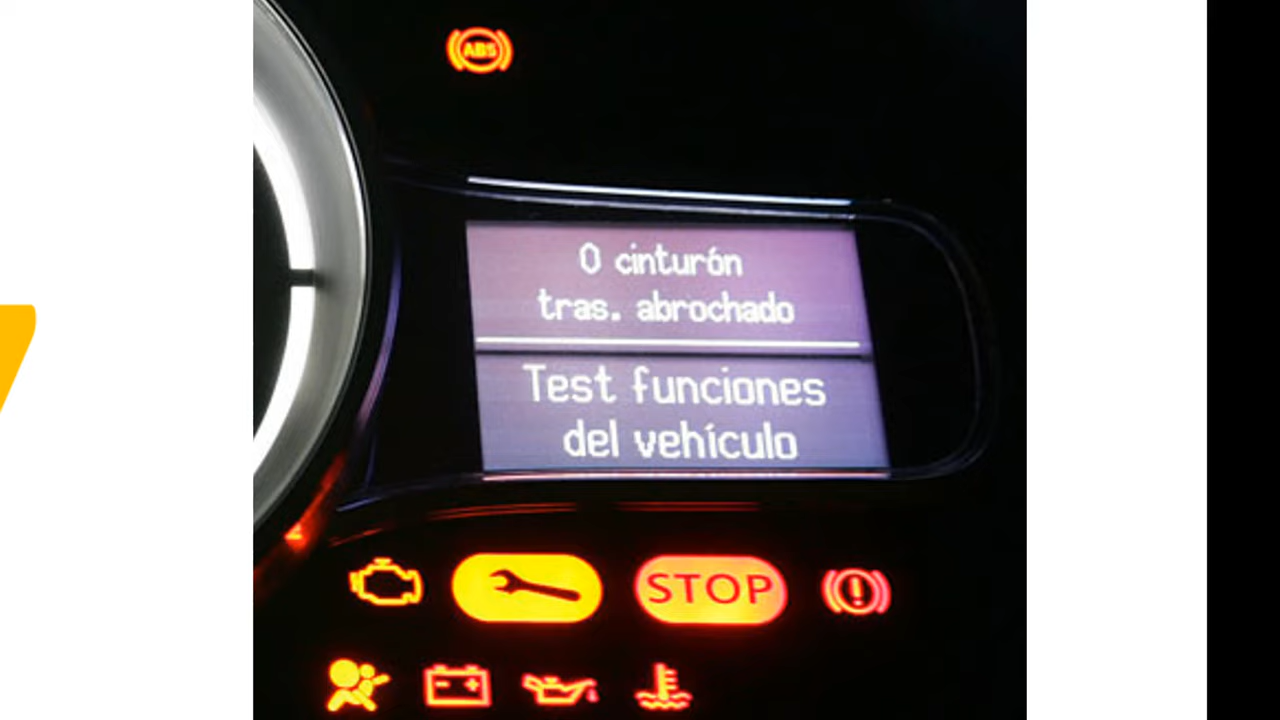 ABS
0 cinturón
tras. abrochado
Test funciones
del vehículo
STOP